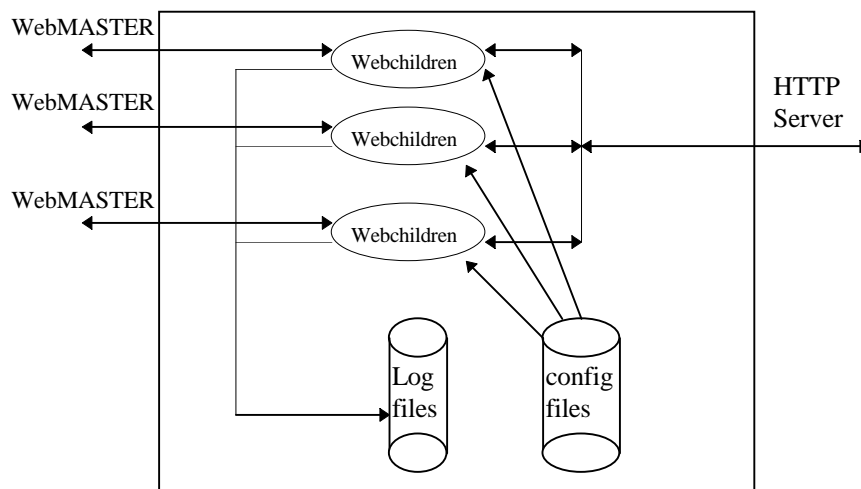 WebMASTER
Webchildren
HTTP
Server
WebMASTER
Webchildren
WebMASTER
Webchildren
Log
files
config
files